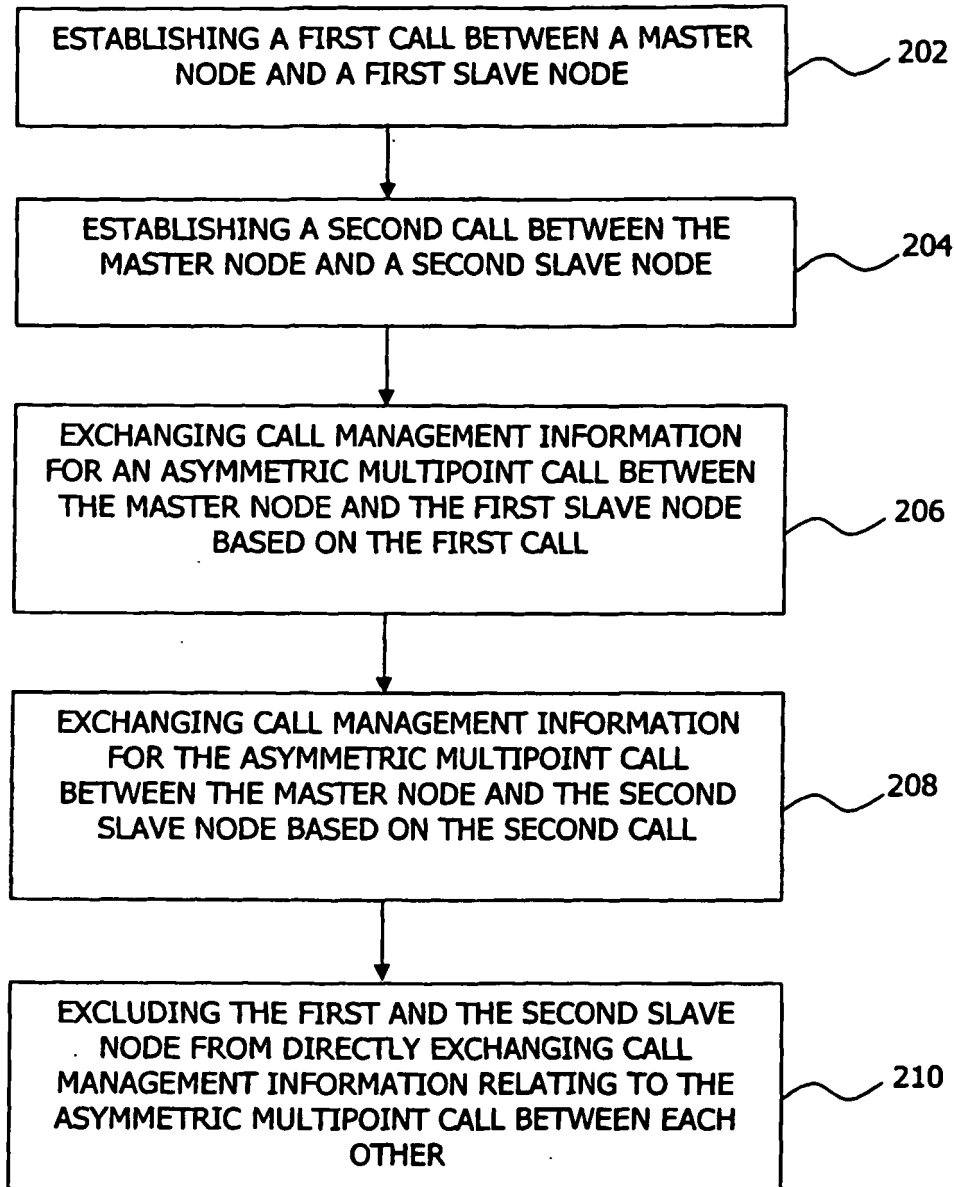 ESTABLISHING A FIRST CALL BETWEEN A MASTER
NODE AND A FIRST SLAVE NODE
202
ESTABLISHING A SECOND CALL BETWEEN THE
MASTER NODE AND A SECOND SLAVE NODE
204
EXCHANGING CALL MANAGEMENT INFORMATION
FOR AN ASYMMETRIC MULTIPOINT CALL BETWEEN
THE MASTER NODE AND THE FIRST SLAVE NODE
BASED ON THE FIRST CALL
206
EXCHANGING CALL MANAGEMENT INFORMATION
FOR THE ASYMMETRIC MULTIPOINT CALL
BETWEEN THE MASTER NODE AND THE SECOND
SLAVE NODE BASED ON THE SECOND CALL
208
EXCLUDING THE FIRST AND THE SECOND SLAVE
NODE FROM DIRECTLY EXCHANGING CALL
MANAGEMENT INFORMATION RELATING TO THE
ASYMMETRIC MULTIPOINT CALL BETWEEN EACH
OTHER
210